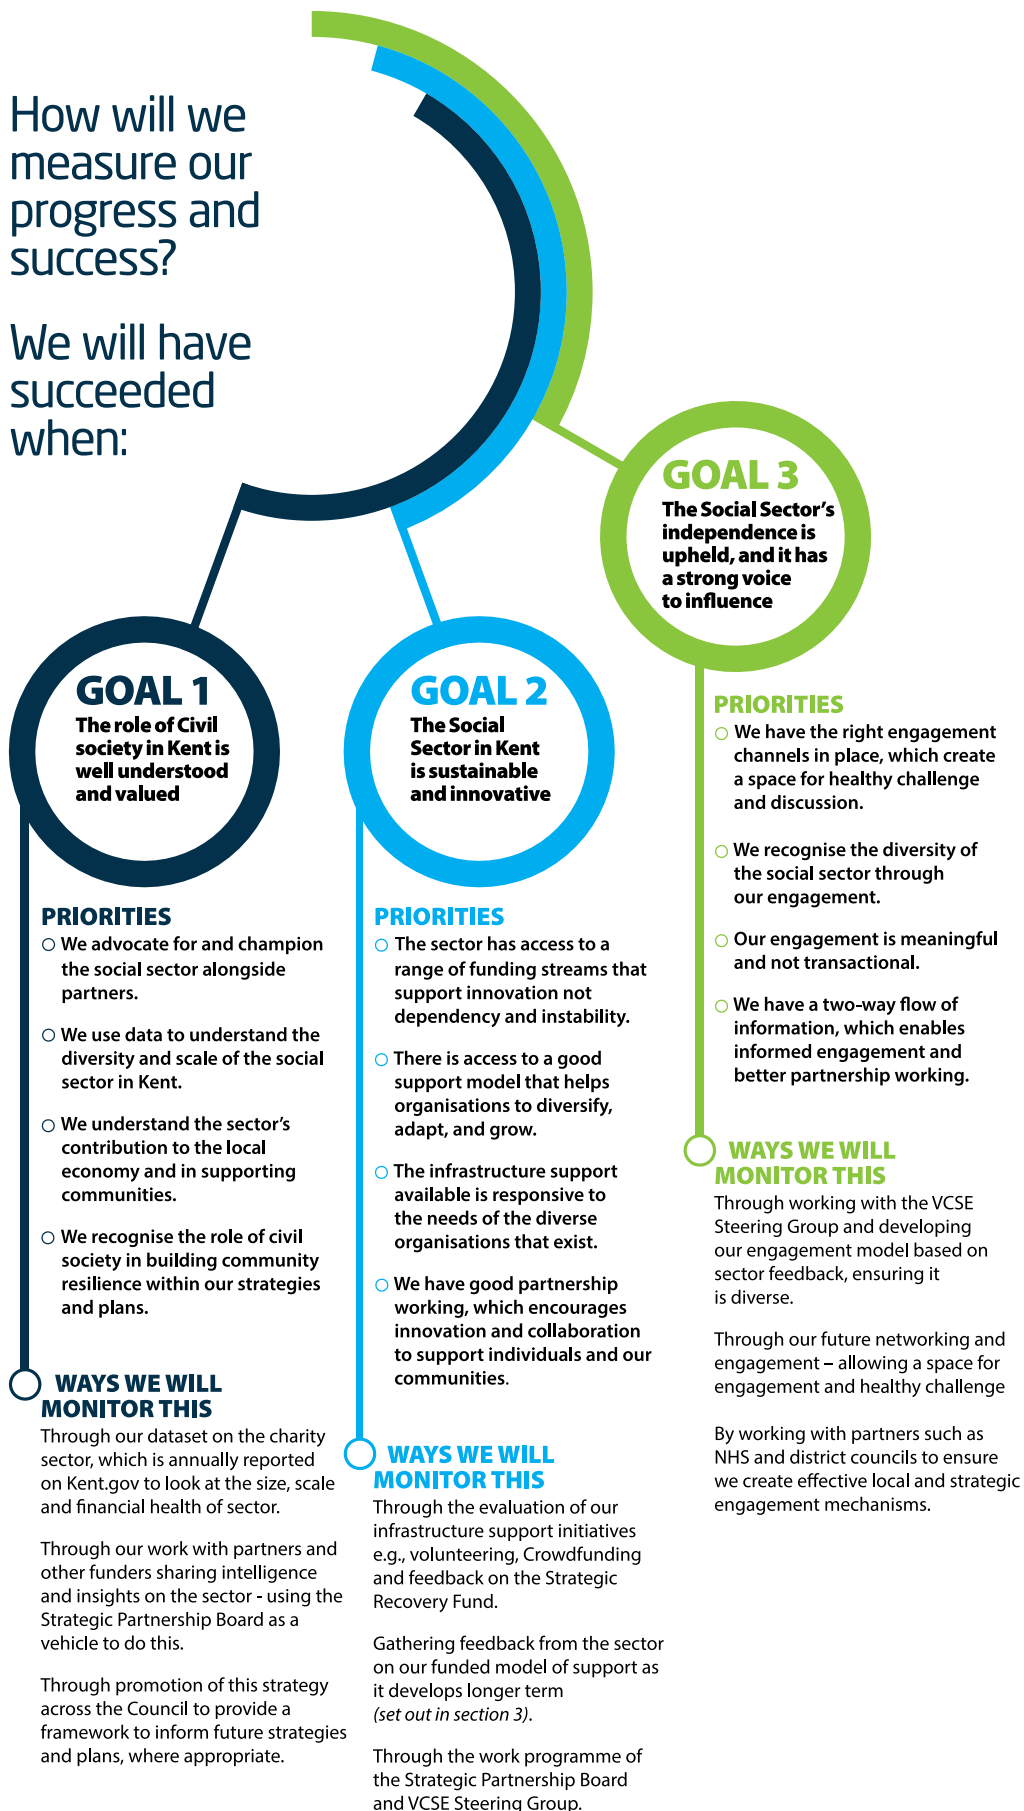 How will we
measure our
progress and
success?
We will have
succeeded
when:
GOAL 1
The role of Civil
society in Kent is
well understood
and valued
PRIORITIES
We advocate for and champion
the social sector alongside
partners.
We use data to understand the
diversity and scale of the social
sector in Kent.
We understand the sector's
contribution to the local
economy and in supporting
communities.
We recognise the role of civil
society in building community
resilience within our strategies
and plans.
WAYS WE WILL
MONITOR THIS
Through our dataset on the charity
sector, which is annually reported
on Kent.gov to look at the size, scale
and financial health of sector.
Through our work with partners and
other funders sharing intelligence
and insights on the sector - using the
Strategic Partnership Board as a
vehicle to do this.
Through promotion of this strategy
across the Council to provide a
framework to inform future strategies
and plans, where appropriate.
GOAL 2
The Social
Sector in Kent
is sustainable
and innovative
PRIORITIES
The sector has access to a
range of funding streams that
support innovation not
dependency and instability.
There is access to a good
support model that helps
organisations to diversify,
adapt, and grow.
The infrastructure support
available is responsive to
the needs of the diverse
organisations that exist.
We have good partnership
working, which encourages
innovation and collaboration
to support individuals and our
communities.
WAYS WE WILL
MONITOR THIS
Through the evaluation of our
infrastructure support initiatives
e.g., volunteering, Crowdfunding
and feedback on the Strategic
Recovery Fund.
Gathering feedback from the sector
on our funded model of support as
it develops longer term
(set out in section 3).
Through the work programme of
the Strategic Partnership Board
and VCSE Steering Group.
GOAL 3
The Social Sector's
independence is
upheld, and it has
a strong voice
to influence
PRIORITIES
We have the right engagement
channels in place, which create
a space for healthy challenge
and discussion.
We recognise the diversity of
the social sector through
our engagement.
Our engagement is meaningful
and not transactional.
We have a two-way flow of
information, which enables
informed engagement and
better partnership working.
WAYS WE WILL
MONITOR THIS
Through working with the VCSE
Steering Group and developing
our engagement model based on
sector feedback, ensuring it
is diverse.
Through our future networking and
engagement – allowing a space for
engagement and healthy challenge
By working with partners such as
NHS and district councils to ensure
we create effective local and strategic
engagement mechanisms.